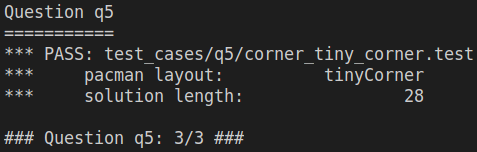 Question q5
===========
*** PASS: test_cases/q5/corner_tiny_corner.test
***     pacman layout:          tinyCorner
***     solution length:                28
### Question q5: 3/3 ###